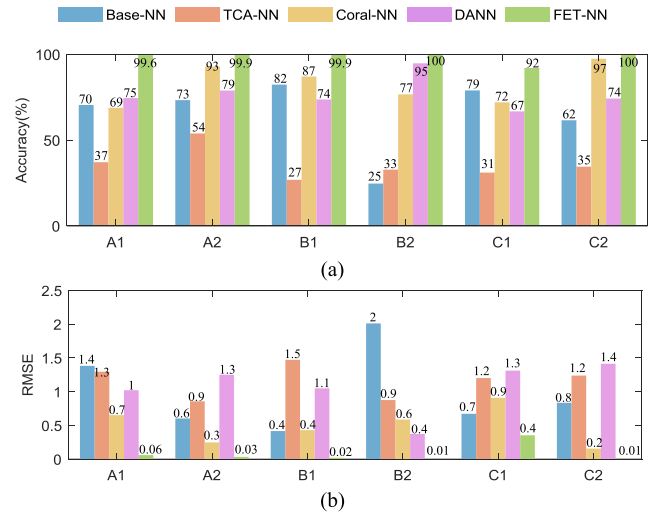 Base-NN TCA-NN Coral-NN DANN FET-NN
100
50
0
Accuracy(%)
70 37 69 75 99.6
73 54 93 79 99.9
82 27 87 74 99.9
25 33 77 95 100
79 31 72 67 92
62 35 97 74 100
A1 A2 B1 B2 C1 C2
(a)
2.5
2
1.5
1
0.5
0
RMSE
1.4 1.3 0.7 1 0.06
0.6 0.9 0.3 1.3 0.03
0.4 1.5 0.4 1.1 0.02
2 0.9 0.6 0.4 0.01
0.7 1.2 0.9 1.3 0.4
0.8 1.2 0.2 1.4 0.01
A1 A2 B1 B2 C1 C2
(b)